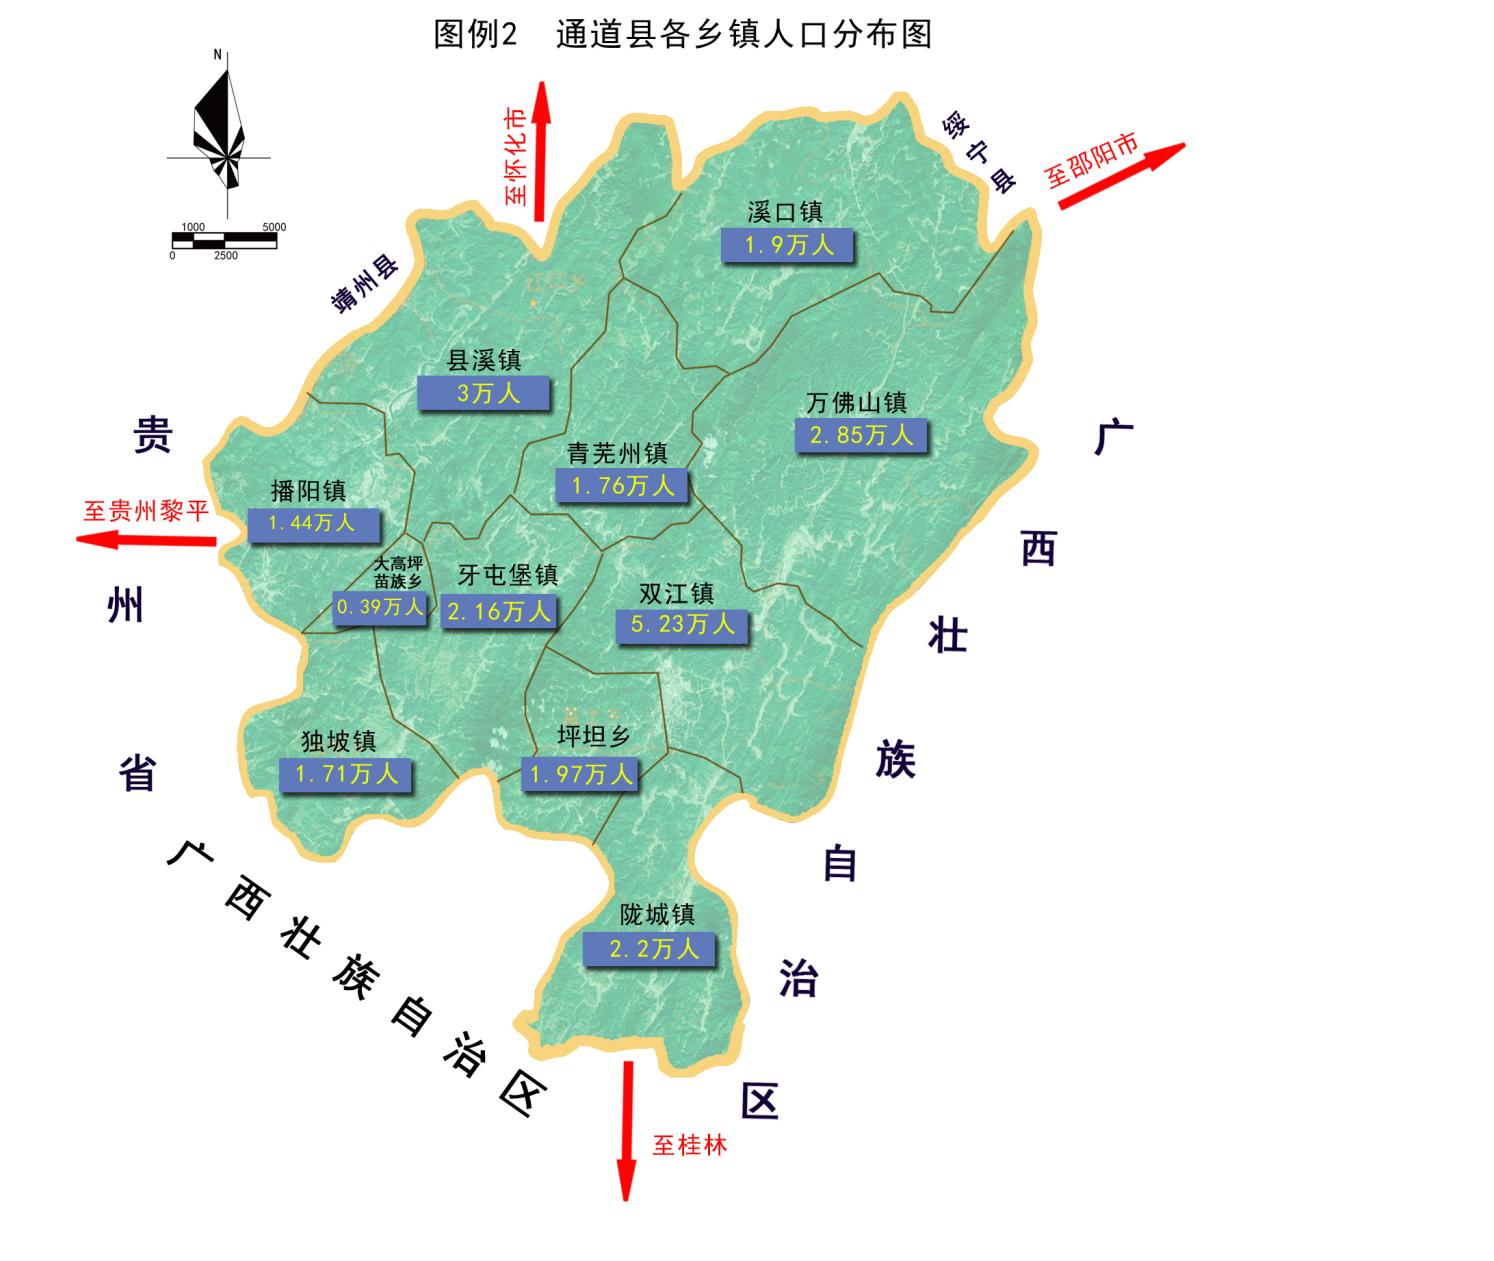 图例2 通道县各乡镇人口分布图
N
1000 5000
0 2500
至怀化市
绥宁县
至邵阳市
靖州县
溪口镇
1.9万人
县溪镇
3万人
万佛山镇
2.85万人
青芜州镇
1.76万人
播阳镇
1.44万人
至贵州黎平
大高坪
苗族乡
0.39万人
牙屯堡镇
2.16万人
双江镇
5.23万人
独坡镇
1.71万人
坪坦乡
1.97万人
陇城镇
2.2万人
贵州省
广西壮族自治区
广西壮族自治区
至桂林